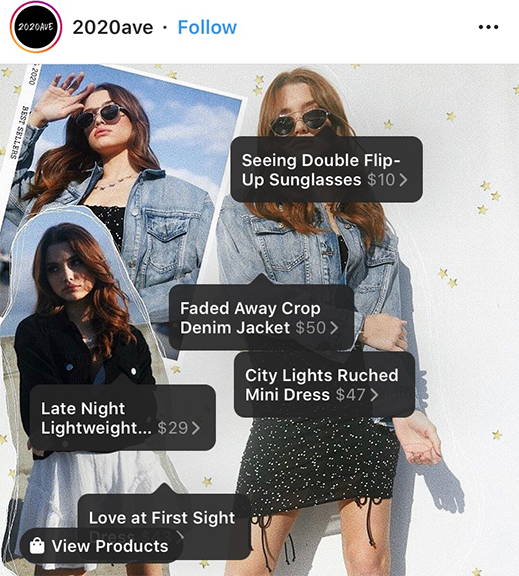 2020AVE
2020ave · Follow
2020
BEST SELLERS
Seeing Double Flip-
Up Sunglasses $10
Faded Away Crop
Denim Jacket $50
City Lights Ruched
Mini Dress $47
Late Night
Lightweight... $29
Love at First Sight
Dress
View Products